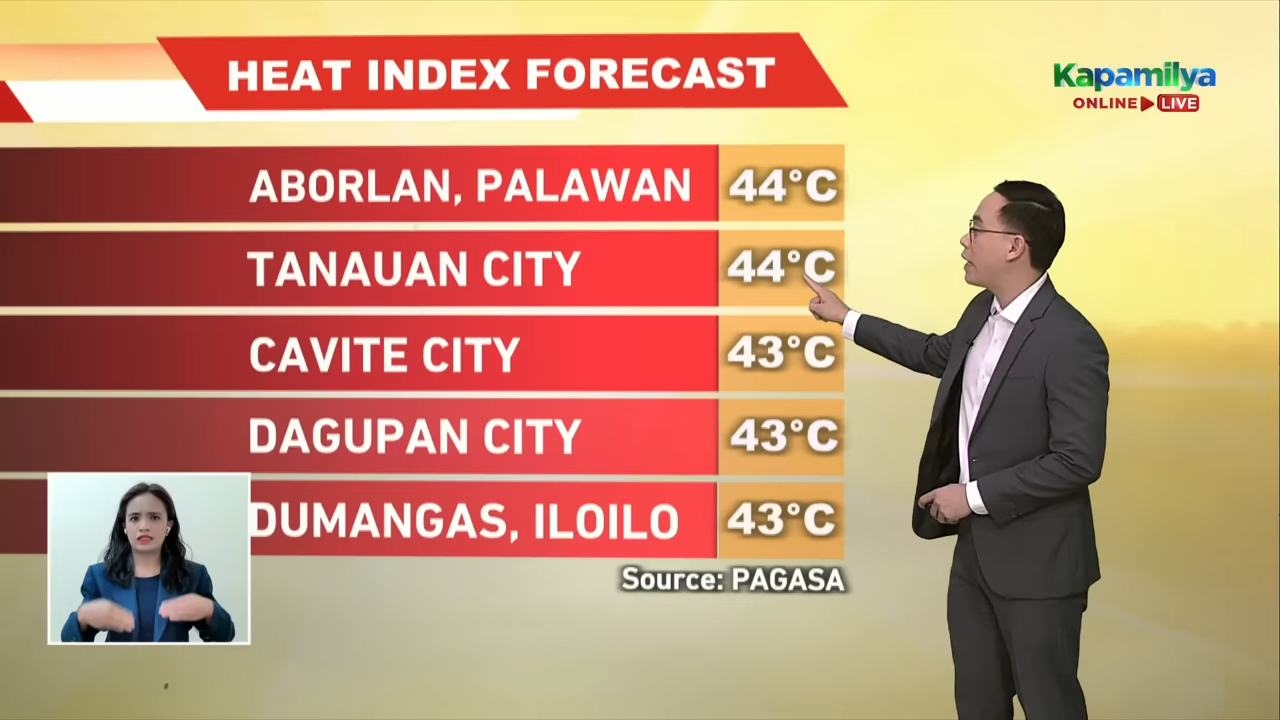 HEAT INDEX FORECAST
Kapamilya
ONLINE LIVE
ABORLAN, PALAWAN 44°C
TANAUAN CITY 44°C
CAVITE CITY 43°C
DAGUPAN CITY 43°C
DUMANGAS, ILOILO 43°C
Source: PAGASA